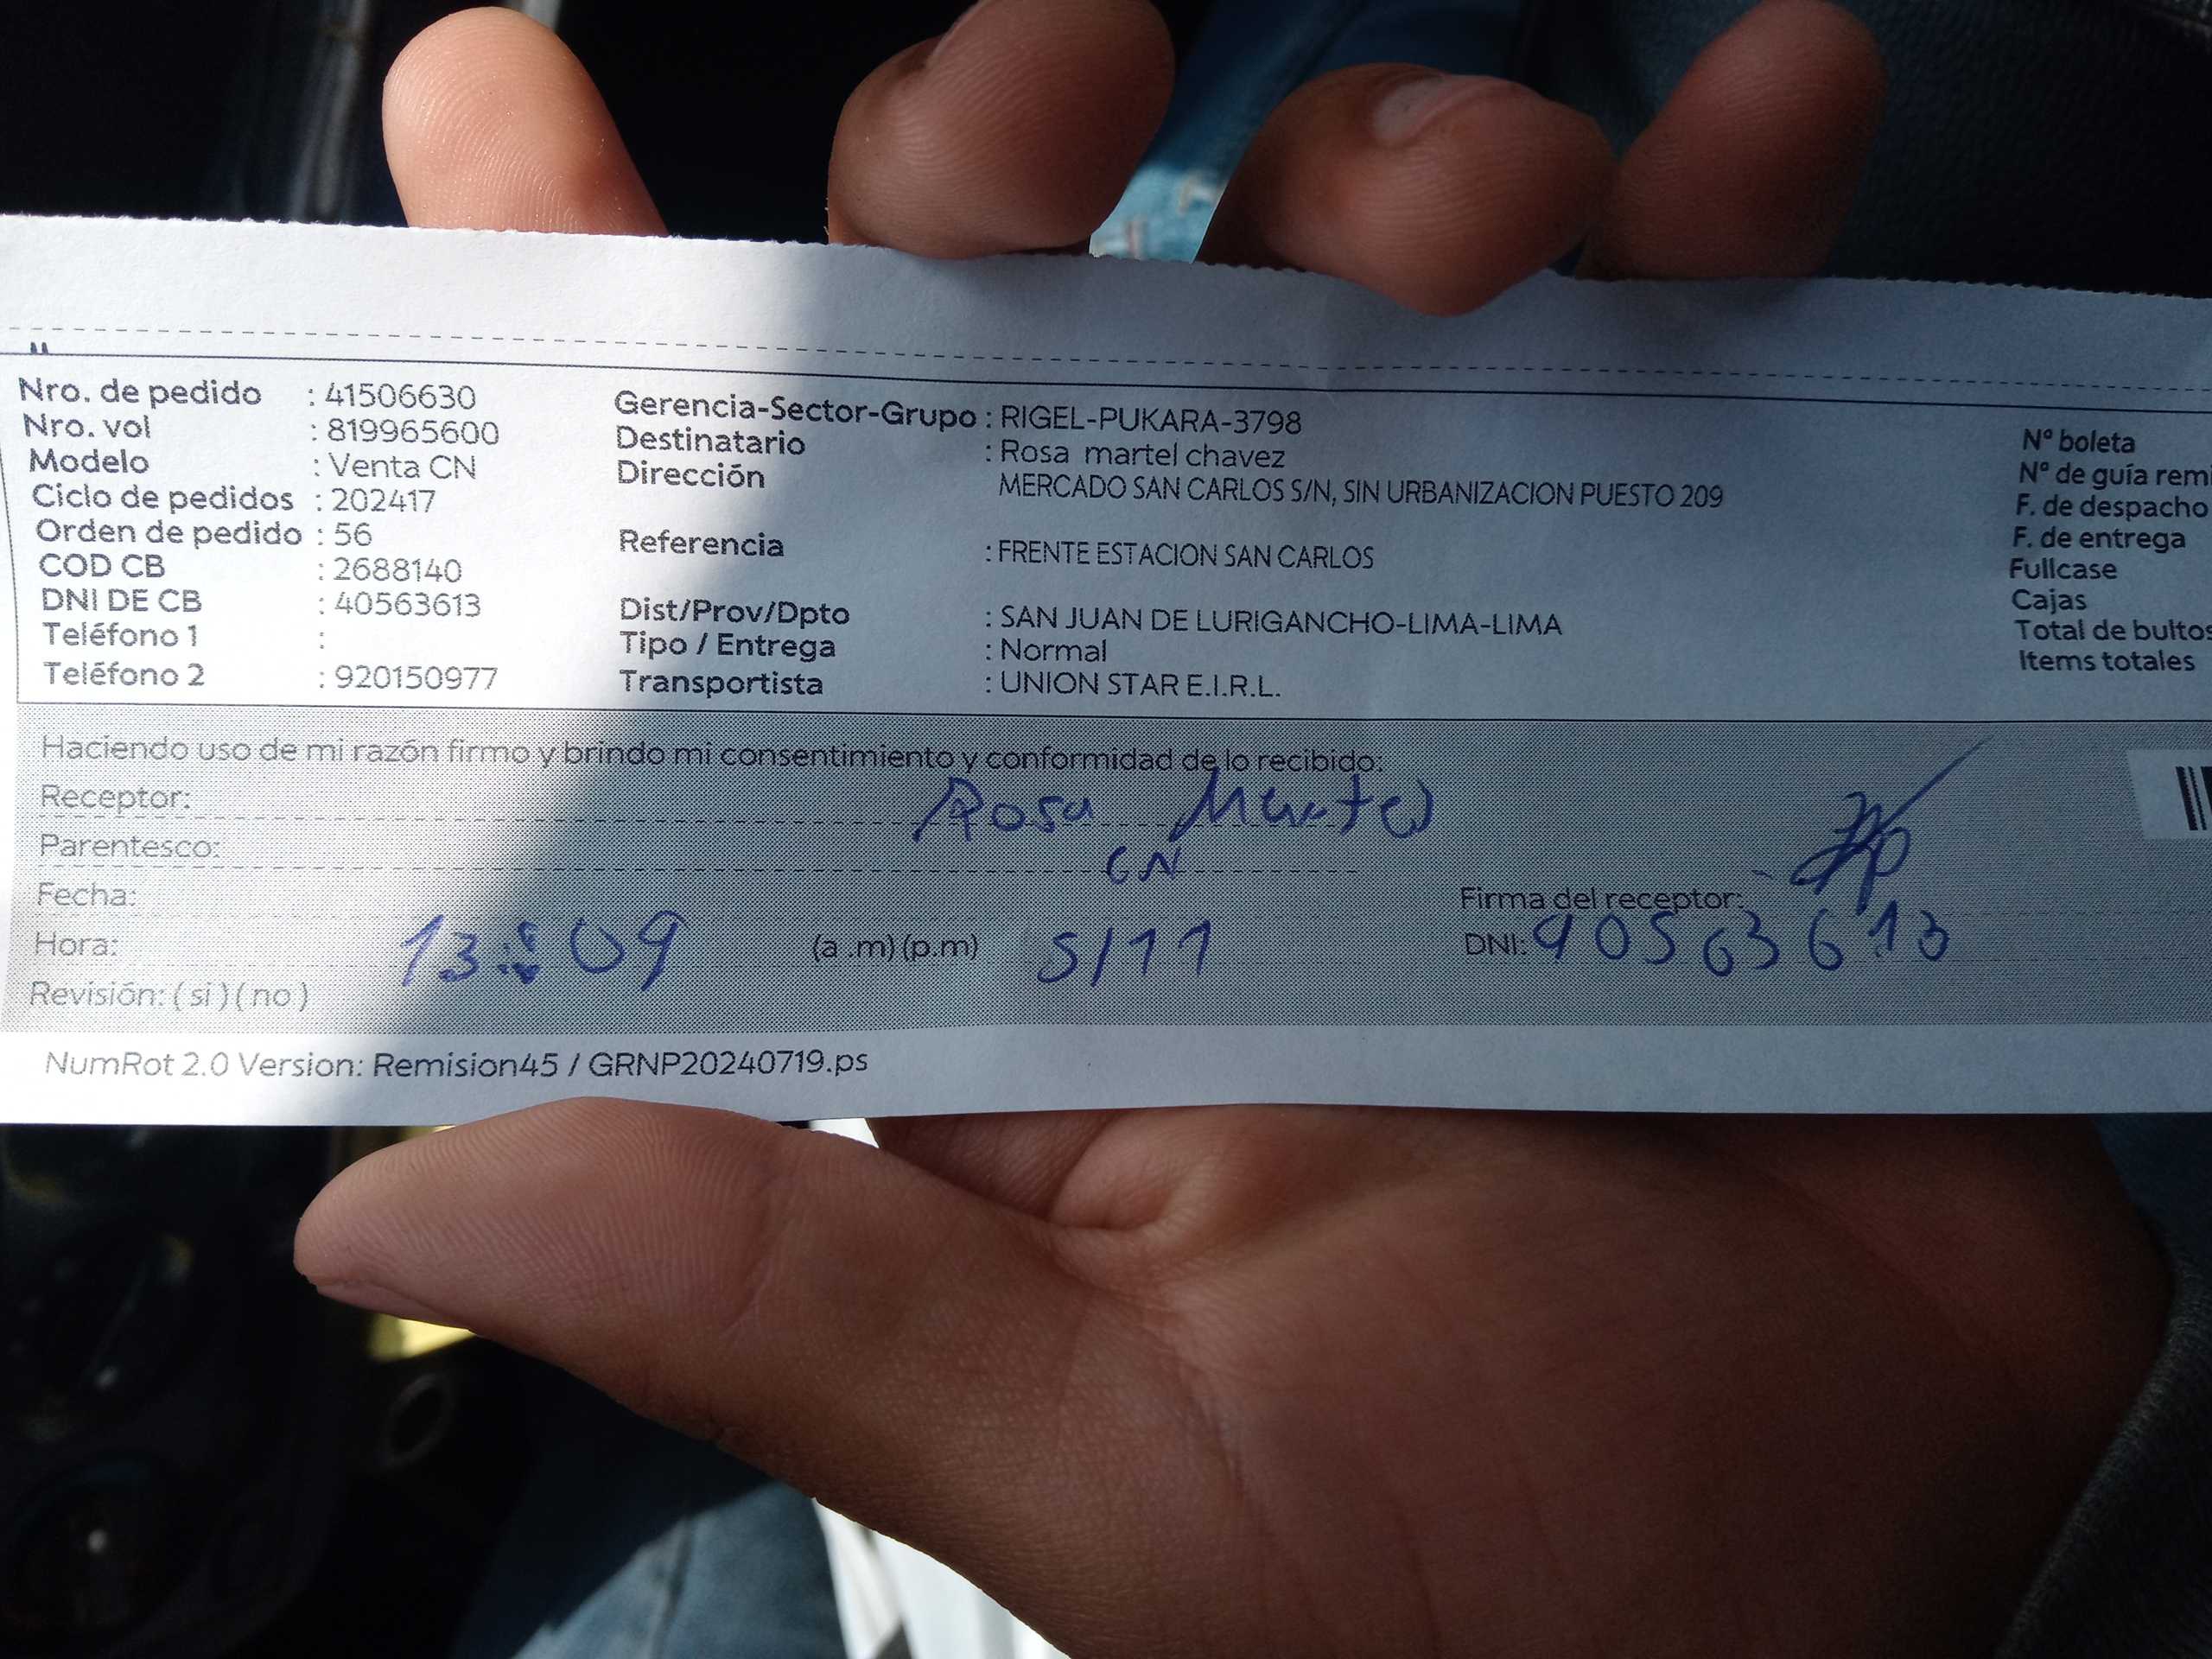 Nro. de pedido : 41506630
Nro. vol : 819965600
Modelo : Venta CN
Ciclo de pedidos : 202417
Orden de pedido : 56
COD CB : 2688140
DNI DE CB : 40563613
Teléfono 1 :
Teléfono 2 : 920150977
Gerencia-Sector-Grupo : RIGEL-PUKARA-3798
Destinatario : Rosa martel chavez
Dirección MERCADO SAN CARLOS S/N, SIN URBANIZACION PUESTO 209
Referencia : FRENTE ESTACION SAN CARLOS
Dist/Prov/Dpto : SAN JUAN DE LURIGANCHO-LIMA-LIMA
Tipo / Entrega : Normal
Transportista : UNION STAR E.I.R.L.
N° boleta
N° de guía remi
F. de despacho
F. de entrega
Fullcase
Cajas
Total de bultos
Items totales
Haciendo uso de mi razón firmo y brindo mi consentimiento y conformidad de lo recibido:
Receptor: Rosa Martel
Parentesco: CN
Fecha:
Firma del receptor:
Hora: 13:09 (a .m) (p.m) 5/11 DNI: 40563613
Revisión: ( si ) ( no )
NumRot 2.0 Version: Remision45 / GRNP20240719.ps